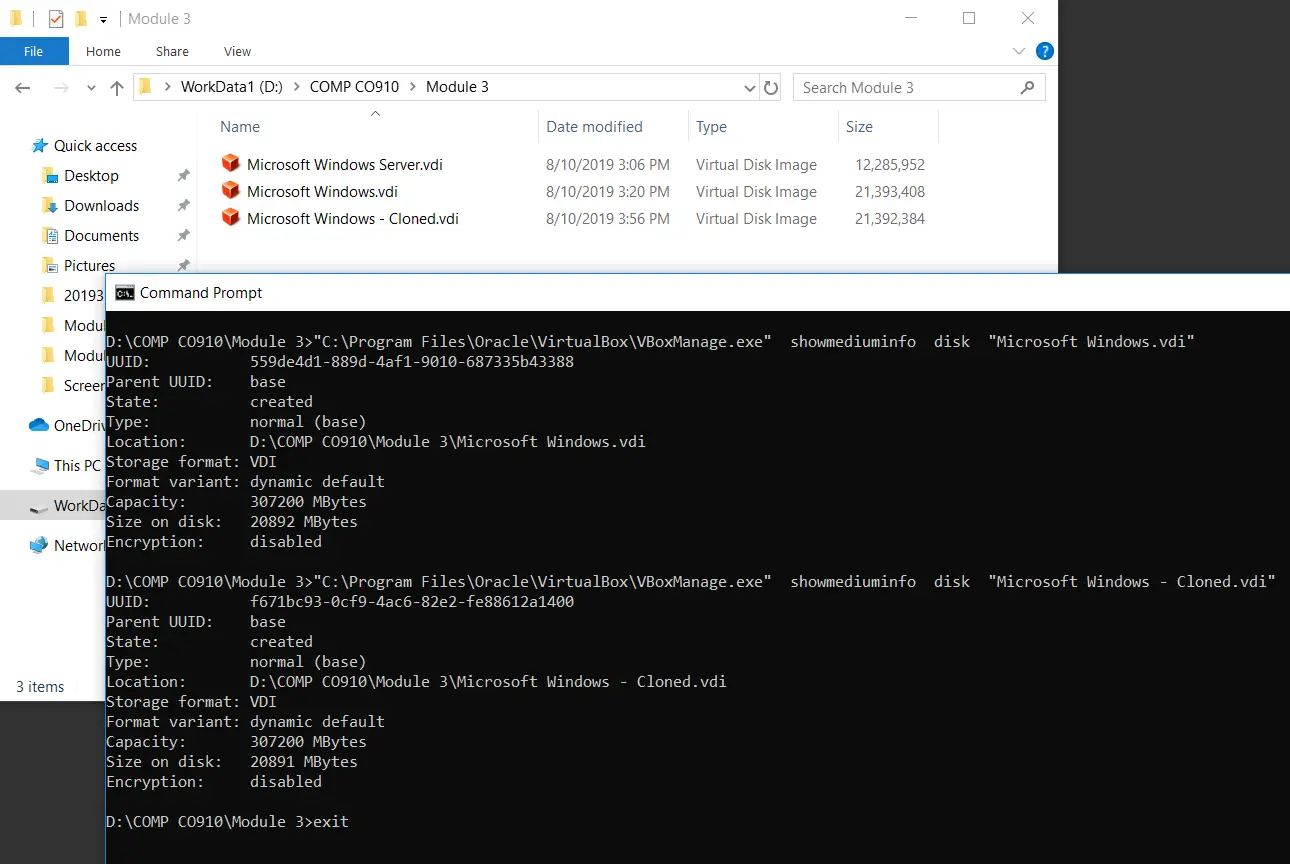 Module 3
File Home Share View
WorkData1 (D:) COMP CO910 Module 3
Search Module 3
Name Date modified Type Size
Microsoft Windows Server.vdi 8/10/2019 3:06 PM Virtual Disk Image 12,285,952
Microsoft Windows.vdi 8/10/2019 3:20 PM Virtual Disk Image 21,393,408
Microsoft Windows - Cloned.vdi 8/10/2019 3:56 PM Virtual Disk Image 21,392,384
Quick access
Desktop
Downloads
Documents
Pictures
20193
Modul
Modu
Screen
OneDriv
This PC
WorkDa
Networ
3 items
Command Prompt
D:\COMP CO910\Module 3>"C:\Program Files\Oracle\VirtualBox\VBoxManage.exe" showmediuminfo disk "Microsoft Windows.vdi"
UUID: 559de4d1-889d-4af1-9010-687335b43388
Parent UUID: base
State: created
Type: normal (base)
Location: D:\COMP CO910\Module 3\Microsoft Windows.vdi
Storage format: VDI
Format variant: dynamic default
Capacity: 307200 MBytes
Size on disk: 20892 MBytes
Encryption: disabled
D:\COMP CO910\Module 3>"C:\Program Files\Oracle\VirtualBox\VBoxManage.exe" showmediuminfo disk "Microsoft Windows - Cloned.vdi"
UUID: f671bc93-0cf9-4ac6-82e2-fe88612a1400
Parent UUID: base
State: created
Type: normal (base)
Location: D:\COMP CO910\Module 3\Microsoft Windows - Cloned.vdi
Storage format: VDI
Format variant: dynamic default
Capacity: 307200 MBytes
Size on disk: 20891 MBytes
Encryption: disabled
D:\COMP CO910\Module 3>exit